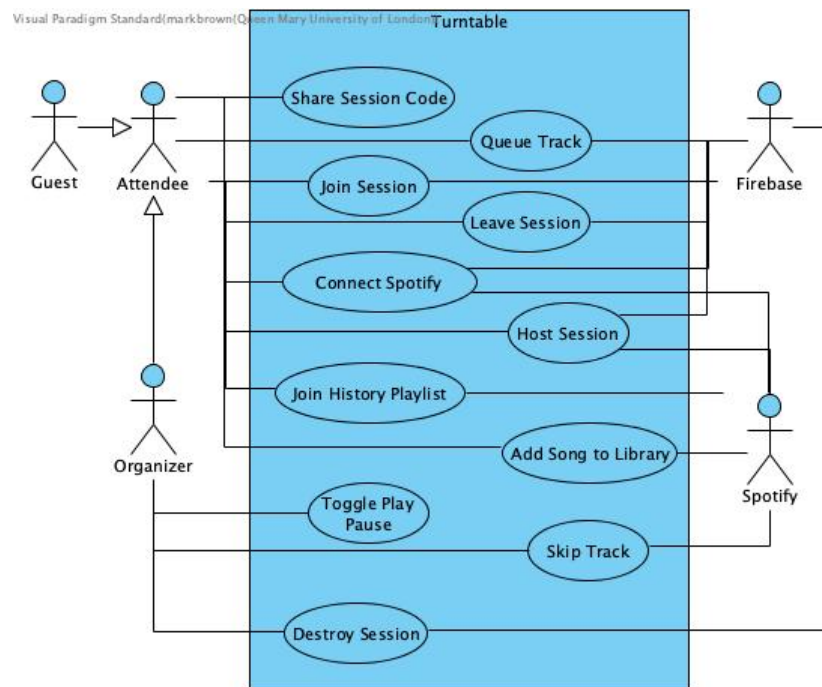 Visual Paradigm Standard(markbrown(Queen Mary University of London))
Turntable
Share Session Code
Guest
Attendee
Queue Track
Firebase
Join Session
Leave Session
Connect Spotify
Host Session
Join History Playlist
Organizer
Add Song to Library
Spotify
Toggle Play
Pause
Skip Track
Destroy Session